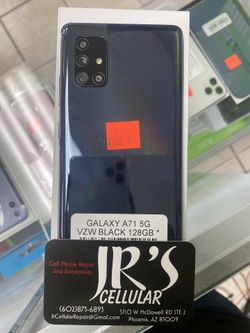 GALAXY A71 5G
VZW BLACK 128GB *
Cell Phone Repair
And Accessories
JR'S
CELLULAR
(602)875-6893
JrCellularRepair@Gmail.com
3710 W McDowell RD STE 2
Phoenix, AZ 85009